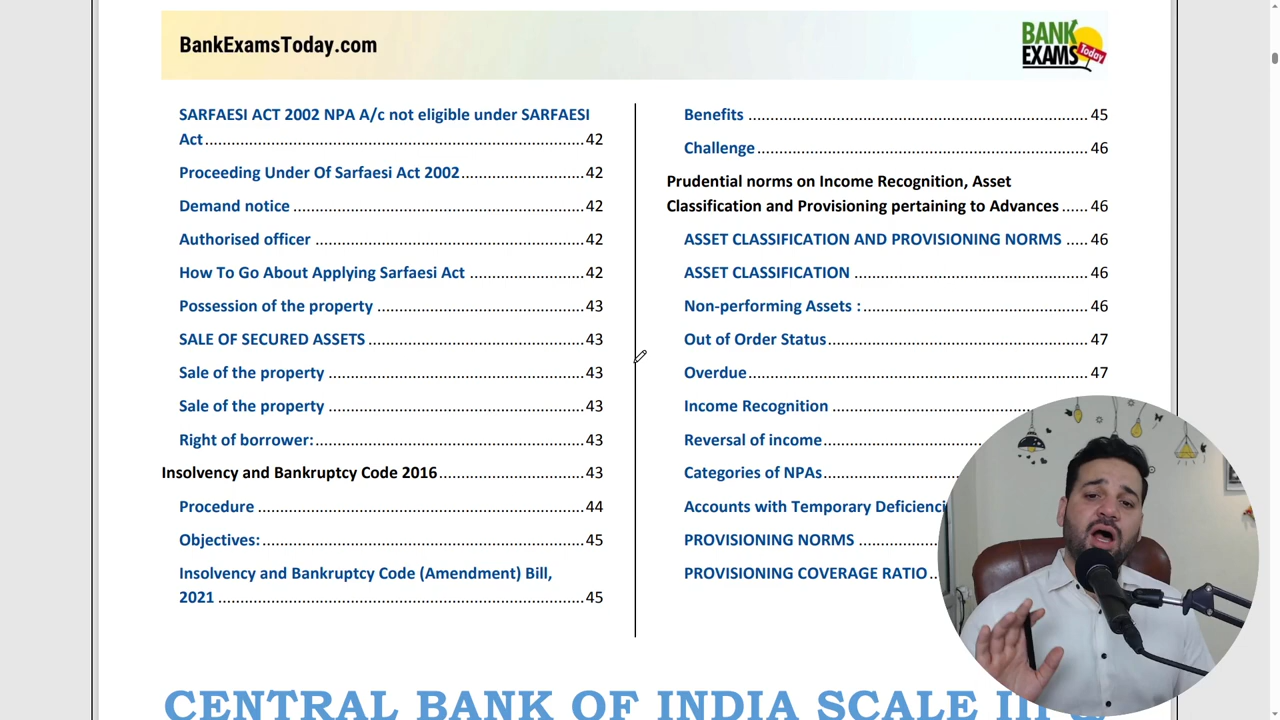 BankExamsToday.com
BANK
EXAMS
Today
SARFAESI ACT 2002 NPA A/c not eligible under SARFAESI
Act........................................................................................42
Proceeding Under Of Sarfaesi Act 2002............................42
Demand notice ....................................................................42
Authorised officer ...............................................................42
How To Go About Applying Sarfaesi Act ..........................42
Possession of the property .................................................43
SALE OF SECURED ASSETS ..................................................43
Sale of the property ............................................................43
Sale of the property ............................................................43
Right of borrower:...............................................................43
Insolvency and Bankruptcy Code 2016.................................43
Procedure ............................................................................44
Objectives:...........................................................................45
Insolvency and Bankruptcy Code (Amendment) Bill,
2021 .....................................................................................45
Benefits ...............................................................................45
Challenge.............................................................................46
Prudential norms on Income Recognition, Asset
Classification and Provisioning pertaining to Advances ......46
ASSET CLASSIFICATION AND PROVISIONING NORMS .....46
ASSET CLASSIFICATION ......................................................46
Non-performing Assets :.....................................................46
Out of Order Status.............................................................47
Overdue...............................................................................47
Income Recognition ..................................
Reversal of income...............................
Categories of NPAs...........................
Accounts with Temporary
PROVISIONING NORMS .................
PROVISIONING COVERAGE RATIO..
CENTRAL BANK OF INDIA SCALE